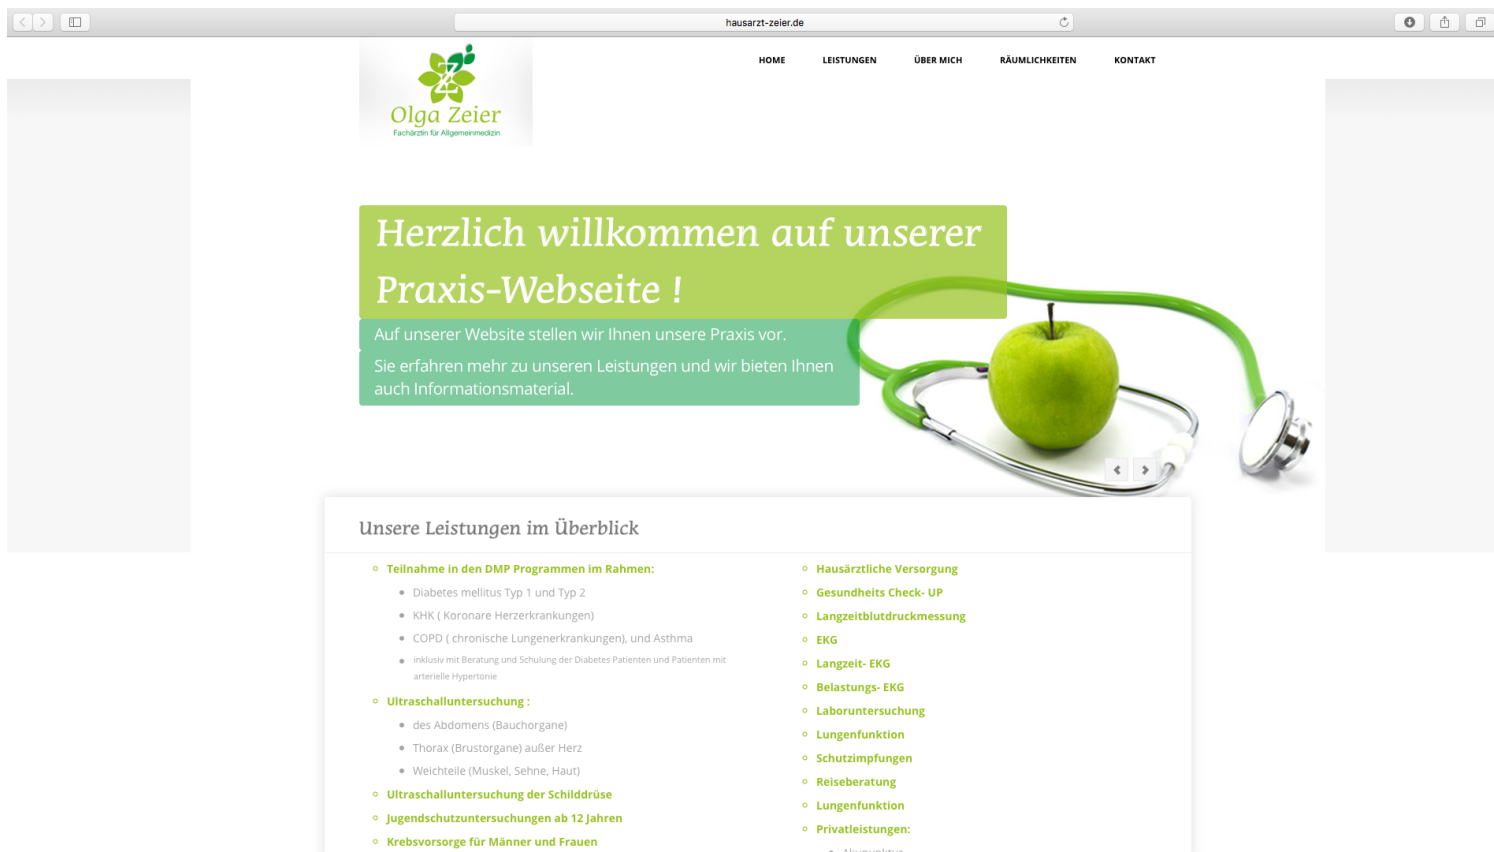 hausarzt-zeier.de
Olga Zeier
Fachärztin für Allgemeinmedizin
HOME LEISTUNGEN ÜBER MICH RÄUMLICHKEITEN KONTAKT
Herzlich willkommen auf unserer
Praxis-Webseite !
Auf unserer Website stellen wir Ihnen unsere Praxis vor.
Sie erfahren mehr zu unseren Leistungen und wir bieten Ihnen
auch Informationsmaterial.
Unsere Leistungen im Überblick
Teilnahme in den DMP Programmen im Rahmen:
Diabetes mellitus Typ 1 und Typ 2
KHK ( Koronare Herzerkrankungen)
COPD ( chronische Lungenerkrankungen), und Asthma
inklusiv mit Beratung und Schulung der Diabetes Patienten und Patienten mit
arterielle Hypertonie
Ultraschalluntersuchung :
des Abdomens (Bauchorgane)
Thorax (Brustorgane) außer Herz
Weichteile (Muskel, Sehne, Haut)
Ultraschalluntersuchung der Schilddrüse
Jugendschutzuntersuchungen ab 12 Jahren
Krebsvorsorge für Männer und Frauen
Hausärztliche Versorgung
Gesundheits Check- UP
Langzeitblutdruckmessung
EKG
Langzeit- EKG
Belastungs- EKG
Laboruntersuchung
Lungenfunktion
Schutzimpfungen
Reiseberatung
Lungenfunktion
Privatleistungen: